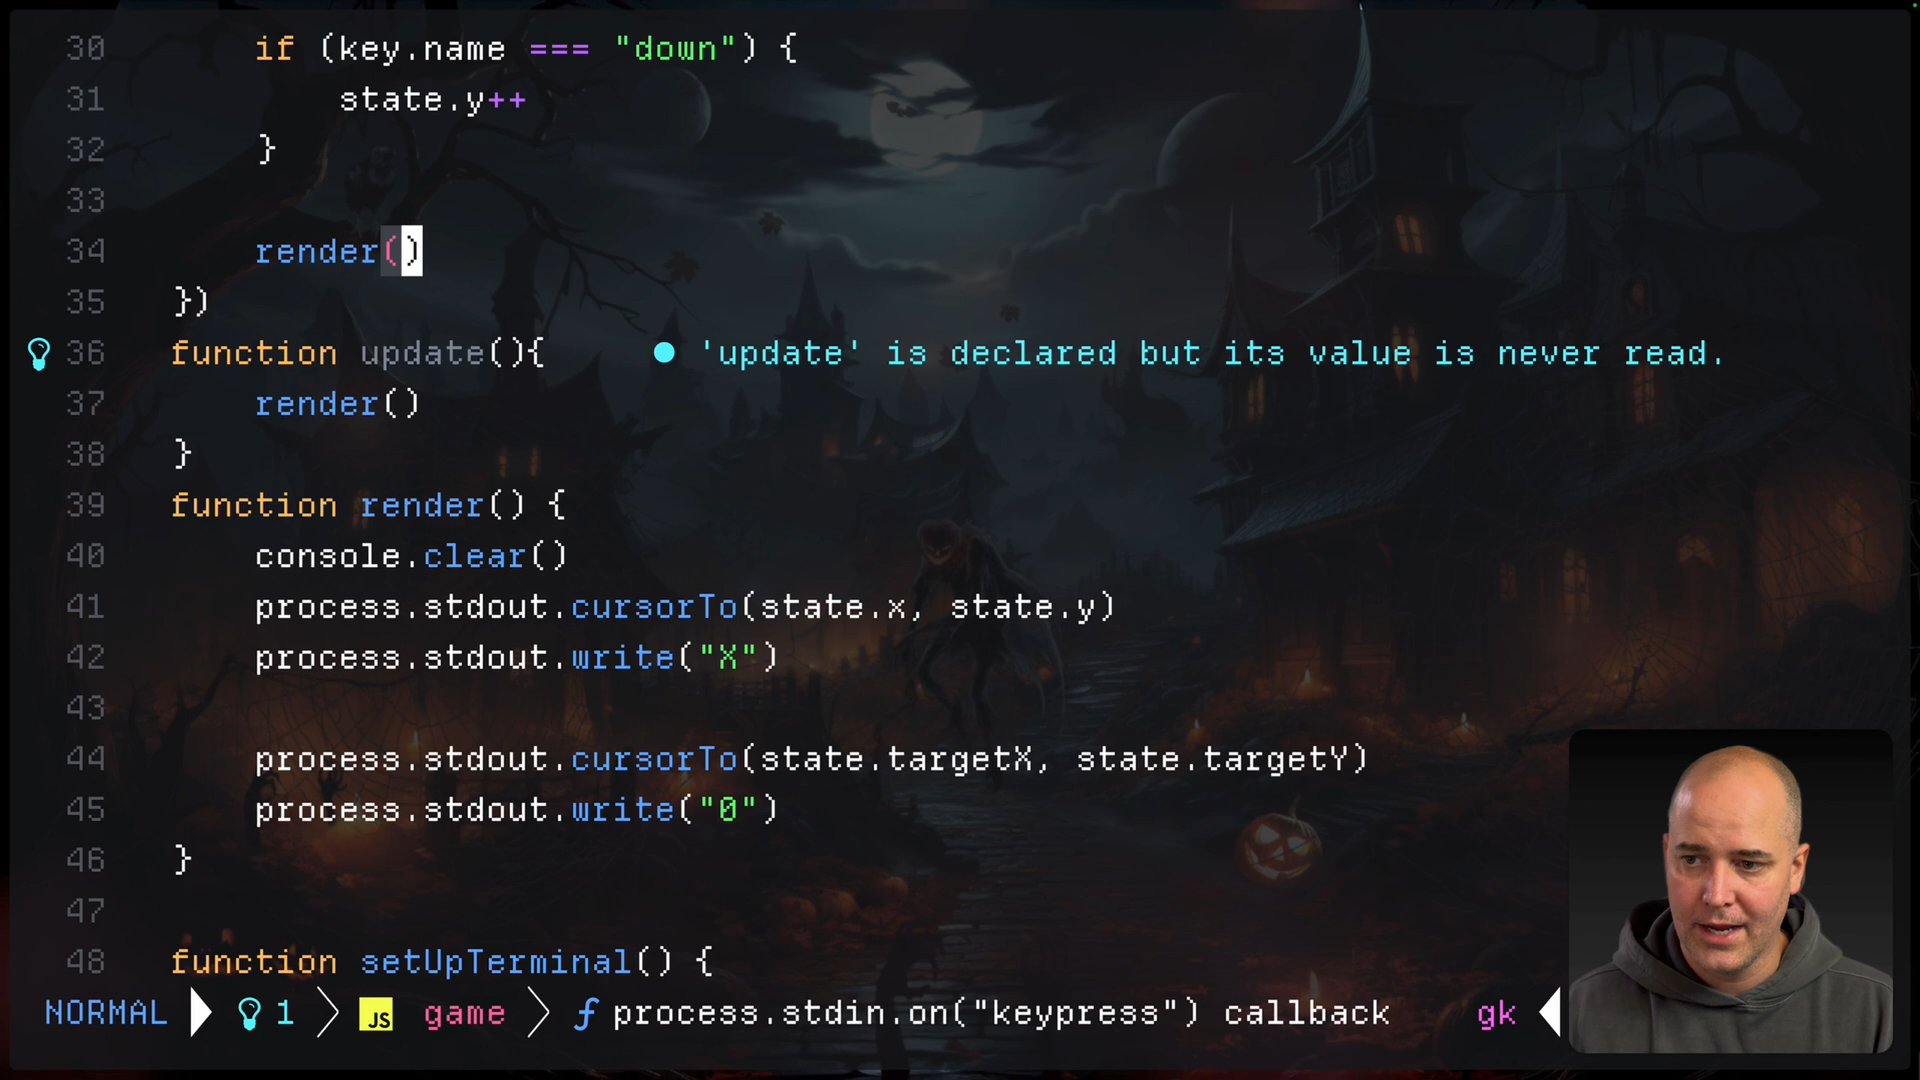 30 if (key.name === "down") {
31 state.y++
32 }
33
34 render()
35 })
36 function update(){ ● 'update' is declared but its value is never read.
37 render()
38 }
39 function render() {
40 console.clear()
41 process.stdout.cursorTo(state.x, state.y)
42 process.stdout.write("X")
43
44 process.stdout.cursorTo(state.targetX, state.targetY)
45 process.stdout.write("0")
46 }
47
48 function setUpTerminal() {
NORMAL 1 JS game f process.stdin.on("keypress") callback gk